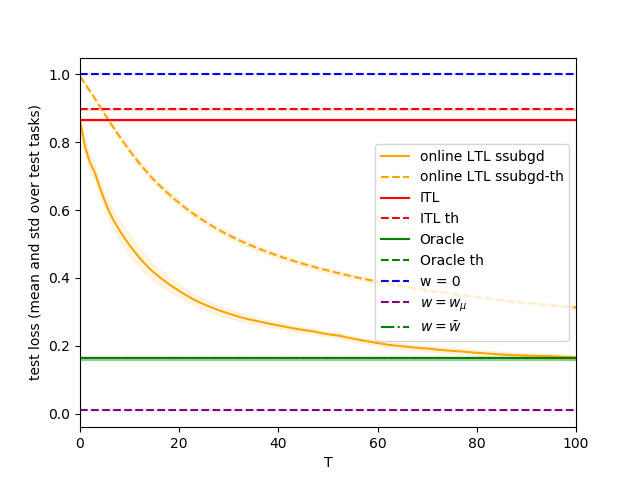 test loss (mean and std over test tasks)
1.0
0.8
0.6
0.4
0.2
0.0
online LTL ssubgd
online LTL ssubgd-th
ITL
ITL th
Oracle
Oracle th
w = 0
w = w_μ
w = w̄
0 20 40 60 80 100
T